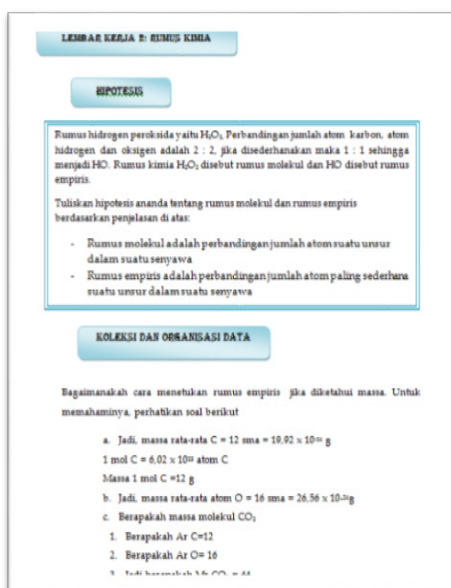 LEMBAR KERJA 2: RUMUS KIMIA
HIPOTESIS
Rumus hidrogen peroksida yaitu H₂O₂. Perbandingan jumlah atom karbon, atom
hidrogen dan oksigen adalah 2 : 2, jika disederhanakan maka 1 : 1 sehingga
menjadi HO. Rumus kimia H₂O₂ disebut rumus molekul dan HO disebut rumus
empiris.
Tuliskan hipotesis ananda tentang rumus molekul dan rumus empiris
berdasarkan penjelasan di atas:
- Rumus molekul adalah perbandingan jumlah atom suatu unsur
dalam suatu senyawa
- Rumus empiris adalah perbandingan jumlah atom paling sederhana
suatu unsur dalam suatu senyawa
KOLEKSI DAN ORGANISASI DATA
Bagaimanakah cara menetukan rumus empiris jika diketahui massa. Untuk
memahaminya, perhatikan soal berikut
a. Jadi, massa rata-rata C = 12 sma = 19,92 x 10 g
1 mol C = 6,02 x 10²³ atom C
Massa 1 mol C =12 g
b. Jadi, massa rata-rata atom O = 16 sma = 26,56 x 10 g
c. Berapakah massa molekul CO₂
1. Berapakah Ar C=12
2. Berapakah Ar O= 16
3. Jadi berapakah Mr CO₂ = 44